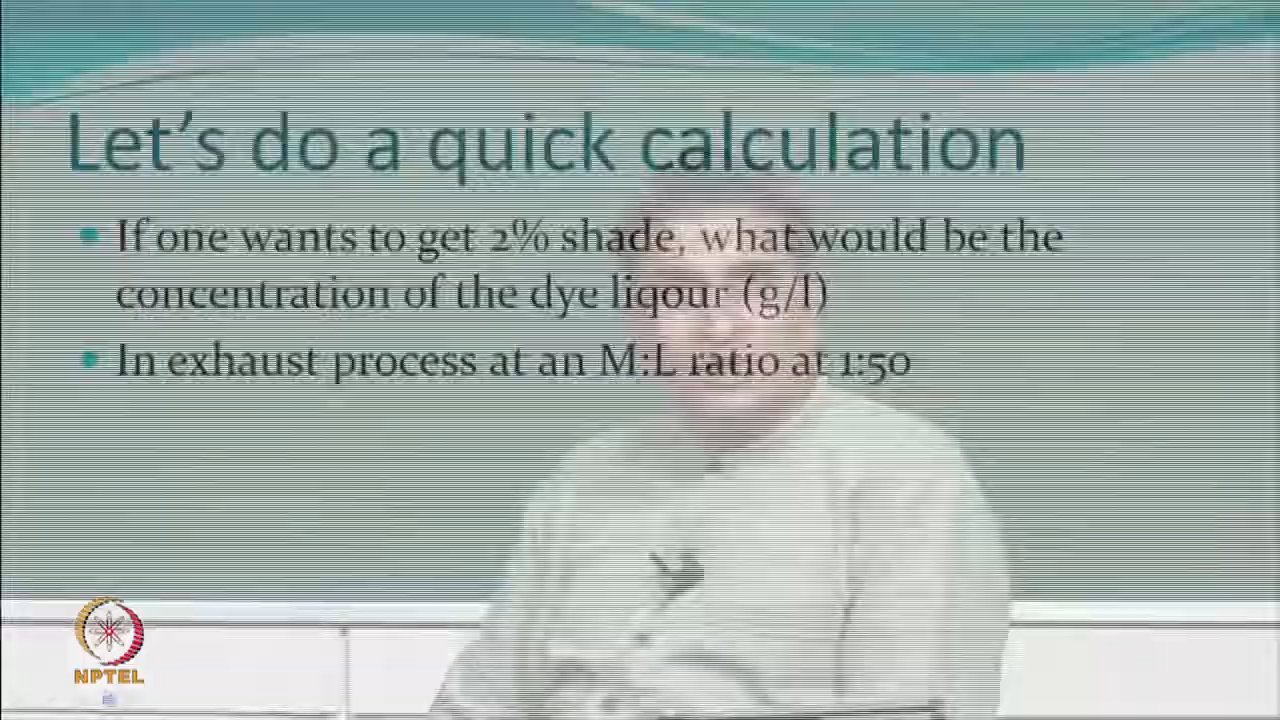 Let's do a quick calculation
• If one wants to get 2% shade, what would be the
concentration of the dye liqour (g/l)
• In exhaust process at an M:L ratio at 1:50
NPTEL